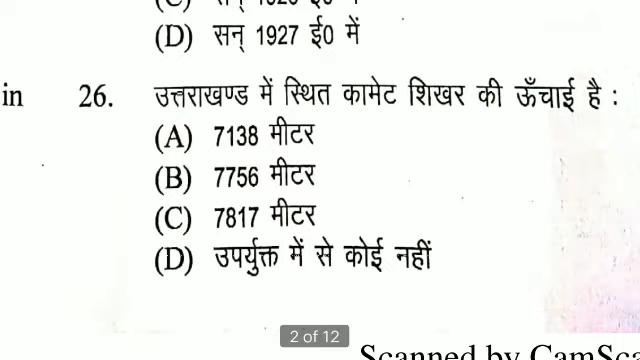 (D) सन् 1927 ई0 में
in 26. उत्तराखण्ड में स्थित कामेट शिखर की ऊँचाई है :
(A) 7138 मीटर
(B) 7756 मीटर
(C) 7817 मीटर
(D) उपर्युक्त में से कोई नहीं
2 of 12
Scanned by CamSca